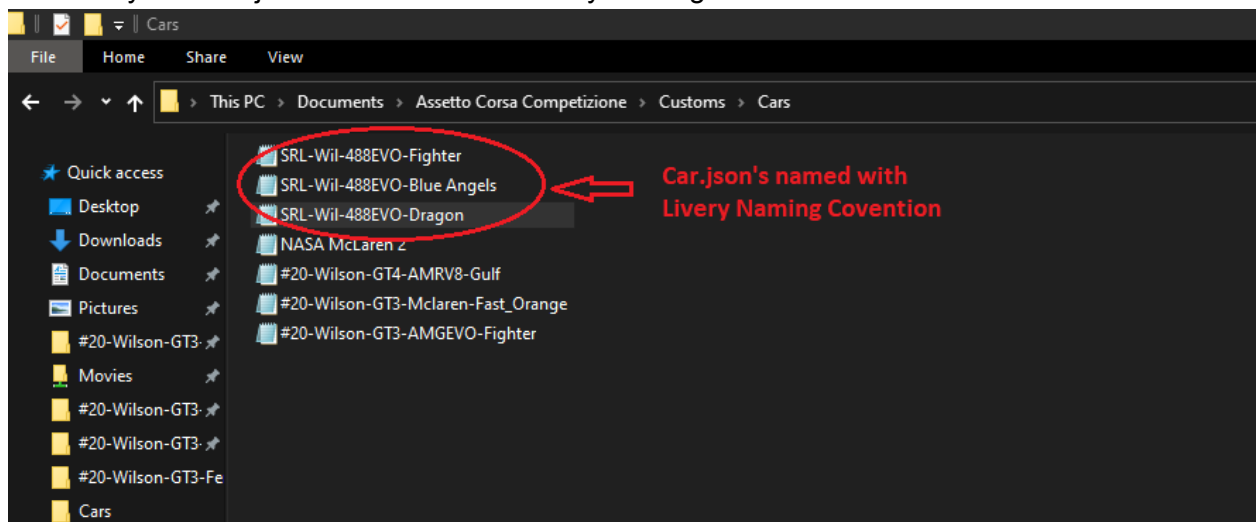 Cars
File Home Share View
This PC > Documents > Assetto Corsa Competizione > Customs > Cars
Quick access
Desktop
Downloads
Documents
Pictures
#20-Wilson-GT3-
Movies
#20-Wilson-GT3-
#20-Wilson-GT3-
#20-Wilson-GT3-Fe
Cars
SRL-Wil-488EVO-Fighter
SRL-Wil-488EVO-Blue Angels
SRL-Wil-488EVO-Dragon
NASA McLaren 2
#20-Wilson-GT4-AMRV8-Gulf
#20-Wilson-GT3-Mclaren-Fast_Orange
#20-Wilson-GT3-AMGEVO-Fighter
Car.json's named with
Livery Naming Covention